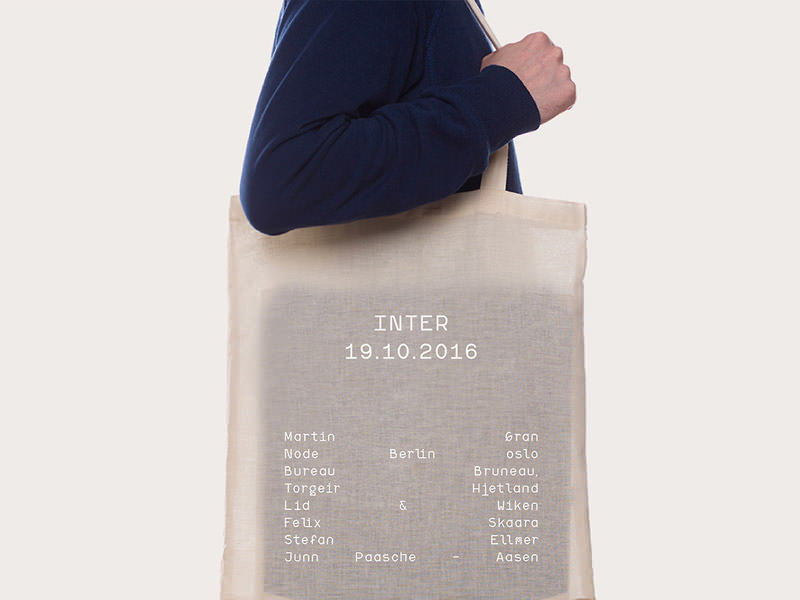 INTER
19.10.2016
Martin Gran
Node Berlin oslo
Bureau Bruneau,
Torgeir Hjetland
Lid & Wiken
Felix Skaara
Stefan Ellmer
Junn Paasche - Aasen